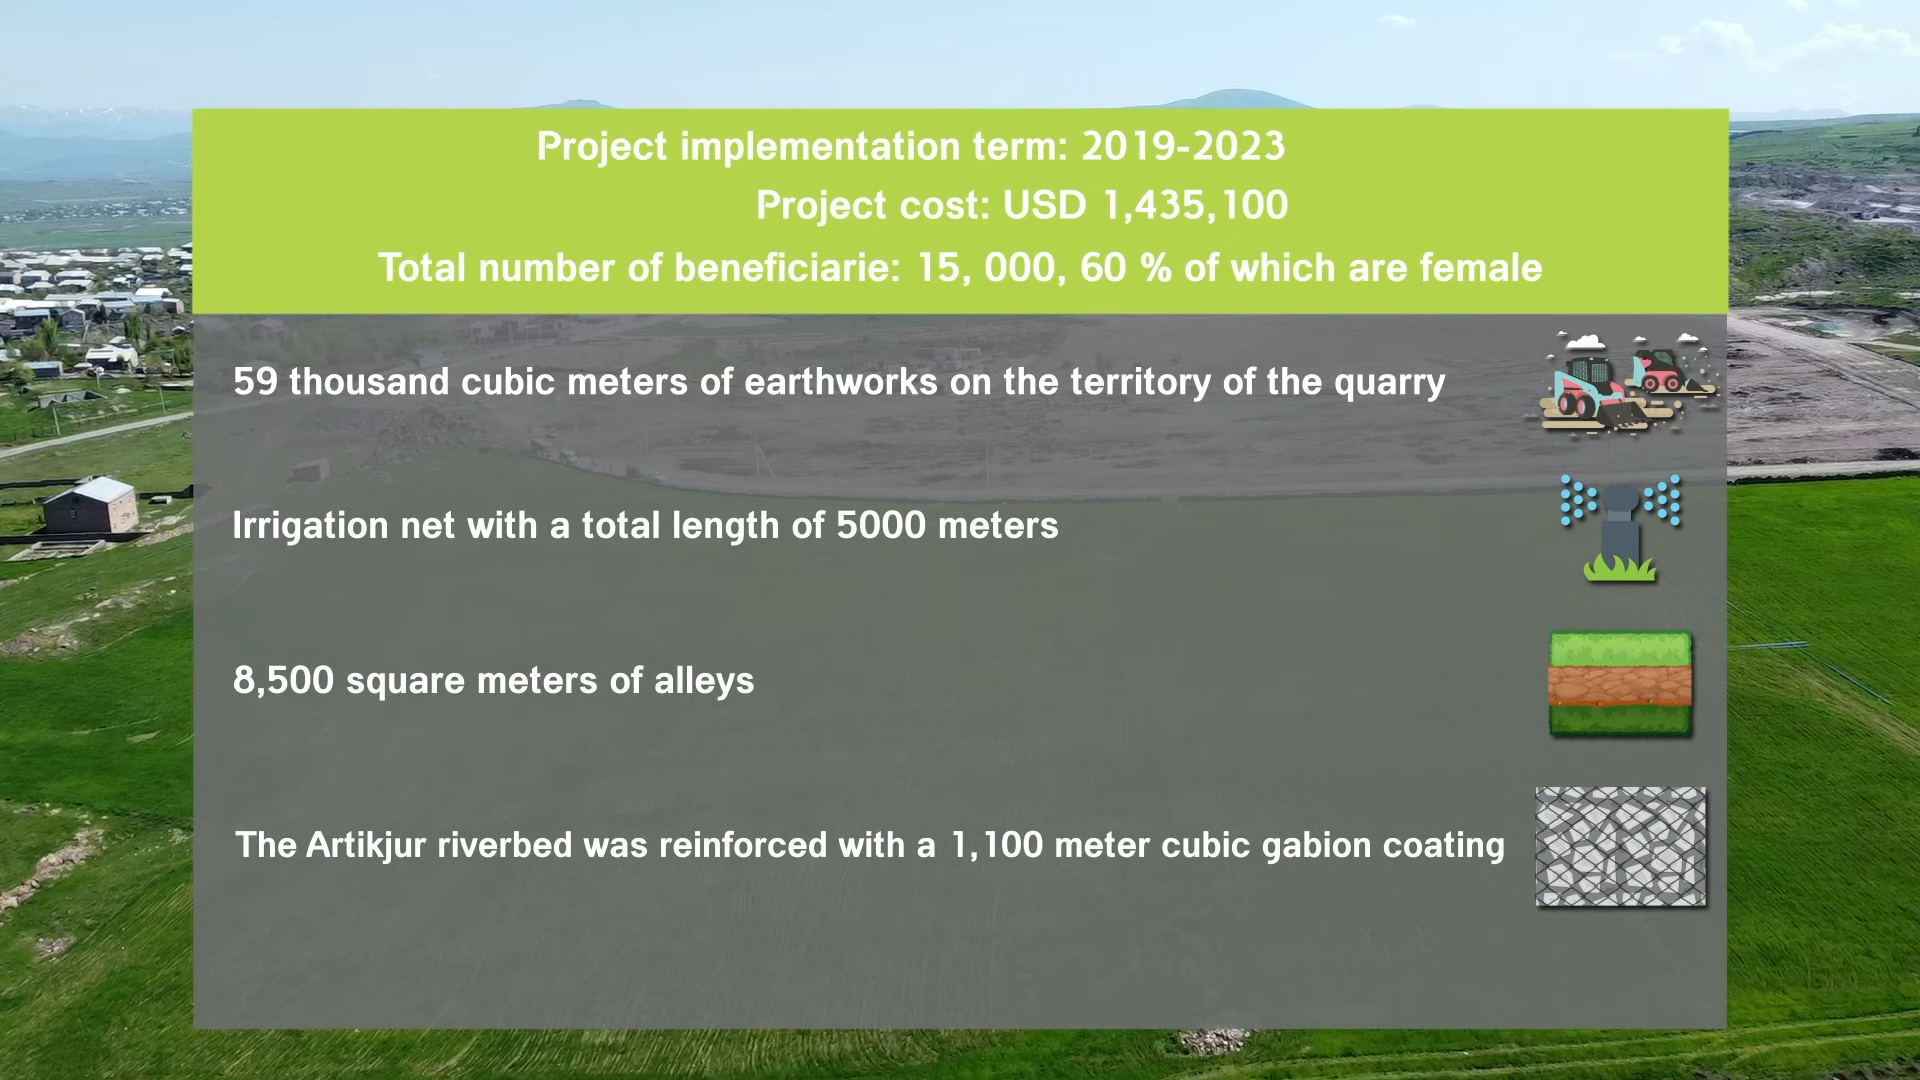 Project implementation term: 2019-2023
Project cost: USD 1,435,100
Total number of beneficiarie: 15, 000, 60 % of which are female
59 thousand cubic meters of earthworks on the territory of the quarry
Irrigation net with a total length of 5000 meters
8,500 square meters of alleys
The Artikjur riverbed was reinforced with a 1,100 meter cubic gabion coating